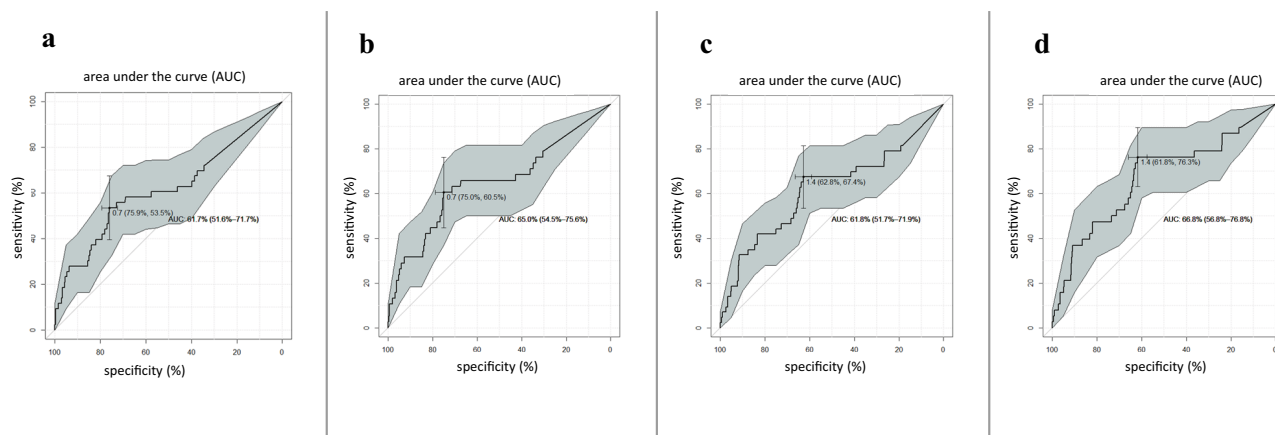 a
area under the curve (AUC)
sensitivity (%)
100
80
60
40
20
0
0.7 (75.9%, 53.5%)
AUC: 61.7% (51.6%–71.7%)
100 80 60 40 20 0
specificity (%)
b
area under the curve (AUC)
sensitivity (%)
100
80
60
40
20
0
0.7 (75.0%, 60.5%)
AUC: 65.0% (54.5%–75.6%)
100 80 60 40 20 0
specificity (%)
c
area under the curve (AUC)
sensitivity (%)
100
80
60
40
20
0
1.4 (62.8%, 67.4%)
AUC: 61.8% (51.7%–71.9%)
100 80 60 40 20 0
specificity (%)
d
area under the curve (AUC)
sensitivity (%)
100
80
60
40
20
0
1.4 (61.8%, 76.3%)
AUC: 66.8% (56.8%–76.8%)
100 80 60 40 20 0
specificity (%)